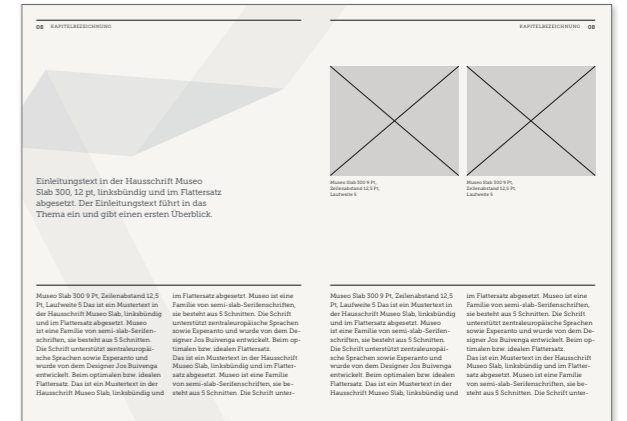 08 KAPITELBEZEICHNUNG
KAPITELBEZEICHNUNG 08
Einleitungstext in der Hausschrift Museo
Slab 300, 12 pt, linksbündig und im Flattersatz
abgesetzt. Der Einleitungstext führt in das
Thema ein und gibt einen ersten Überblick.
Museo Slab 300 9 Pt,
Zeilenabstand 12,5 Pt,
Laufweite 5
Museo Slab 300 9 Pt,
Zeilenabstand 12,5 Pt,
Laufweite 5
Museo Slab 300 9 Pt, Zeilenabstand 12,5
Pt, Laufweite 5 Das ist ein Mustertext in
der Hausschrift Museo Slab, linksbündig
und im Flattersatz abgesetzt. Museo
ist eine Familie von semi-slab-Serifen-
schriften, sie besteht aus 5 Schnitten.
Die Schrift unterstützt zentraleuropäi-
sche Sprachen sowie Esperanto und
wurde von dem Designer Jos Buivenga
entwickelt. Beim optimalen bzw. idealen
Flattersatz. Das ist ein Mustertext in der
Hausschrift Museo Slab, linksbündig und
im Flattersatz abgesetzt. Museo ist eine
Familie von semi-slab-Serifenschriften,
sie besteht aus 5 Schnitten. Die Schrift
unterstützt zentraleuropäische Sprachen
sowie Esperanto und wurde von dem De-
signer Jos Buivenga entwickelt. Beim op-
timalen bzw. idealen Flattersatz.
Das ist ein Mustertext in der Hausschrift
Museo Slab, linksbündig und im Flatter-
satz abgesetzt. Museo ist eine Familie
von semi-slab-Serifenschriften, sie be-
steht aus 5 Schnitten. Die Schrift unter-
Museo Slab 300 9 Pt, Zeilenabstand 12,5
Pt, Laufweite 5 Das ist ein Mustertext in
der Hausschrift Museo Slab, linksbündig
und im Flattersatz abgesetzt. Museo
ist eine Familie von semi-slab-Serifen-
schriften, sie besteht aus 5 Schnitten.
Die Schrift unterstützt zentraleuropäi-
sche Sprachen sowie Esperanto und
wurde von dem Designer Jos Buivenga
entwickelt. Beim optimalen bzw. idealen
Flattersatz. Das ist ein Mustertext in der
Hausschrift Museo Slab, linksbündig und
im Flattersatz abgesetzt. Museo ist eine
Familie von semi-slab-Serifenschriften,
sie besteht aus 5 Schnitten. Die Schrift
unterstützt zentraleuropäische Sprachen
sowie Esperanto und wurde von dem De-
signer Jos Buivenga entwickelt. Beim op-
timalen bzw. idealen Flattersatz.
Das ist ein Mustertext in der Hausschrift
Museo Slab, linksbündig und im Flatter-
satz abgesetzt. Museo ist eine Familie
von semi-slab-Serifenschriften, sie be-
steht aus 5 Schnitten. Die Schrift unter-